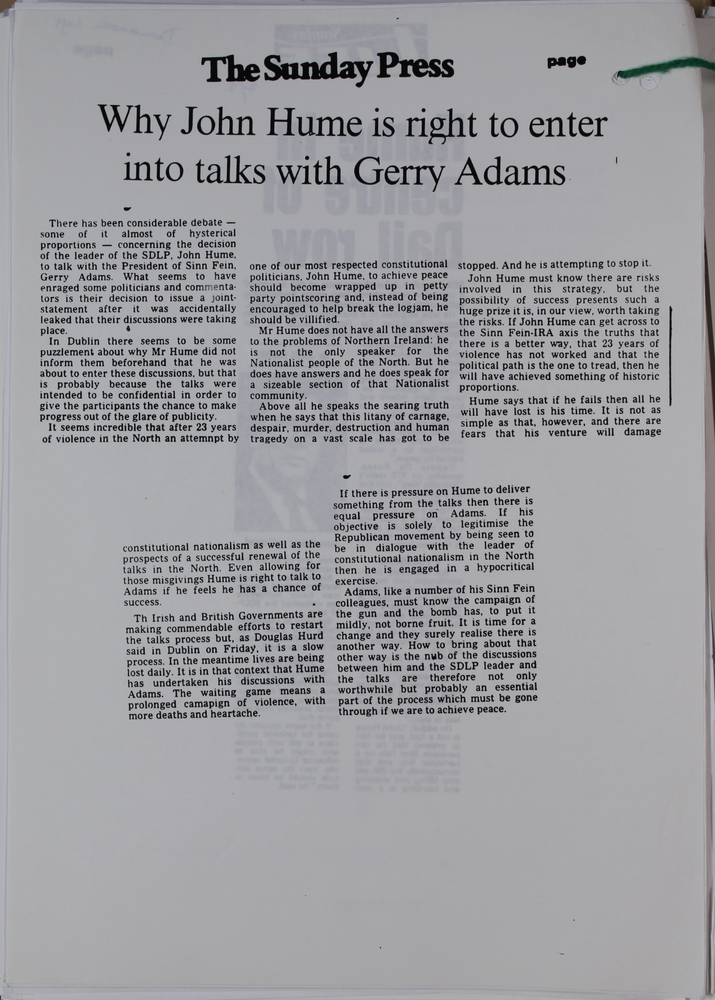 The Sunday Press
page
Why John Hume is right to enter
into talks with Gerry Adams
There has been considerable debate —
some of it almost of hysterical
proportions — concerning the decision
of the leader of the SDLP, John Hume,
to talk with the President of Sinn Fein,
Gerry Adams. What seems to have
enraged some politicians and commenta-
tors is their decision to issue a joint-
statement after it was accidentally
leaked that their discussions were taking
place.
In Dublin there seems to be some
puzzlement about why Mr Hume did not
inform them beforehand that he was
about to enter these discussions, but that
is probably because the talks were
intended to be confidential in order to
give the participants the chance to make
progress out of the glare of publicity.
It seems incredible that after 23 years
of violence in the North an attemnpt by
one of our most respected constitutional
politicians, John Hume, to achieve peace
should become wrapped up in petty
party pointscoring and, instead of being
encouraged to help break the logjam, he
should be villified.
Mr Hume does not have all the answers
to the problems of Northern Ireland: he
is not the only speaker for the
Nationalist people of the North. But he
does have answers and he does speak for
a sizeable section of that Nationalist
community.
Above all he speaks the searing truth
when he says that this litany of carnage,
despair, murder, destruction and human
tragedy on a vast scale has got to be
stopped. And he is attempting to stop it.
John Hume must know there are risks
involved in this strategy, but the
possibility of success presents such a
huge prize it is, in our view, worth taking
the risks. If John Hume can get across to
the Sinn Fein-IRA axis the truths that
there is a better way, that 23 years of
violence has not worked and that the
political path is the one to tread, then he
will have achieved something of historic
proportions.
Hume says that if he fails then all he
will have lost is his time. It is not as
simple as that, however, and there are
fears that his venture will damage
constitutional nationalism as well as the
prospects of a successful renewal of the
talks in the North. Even allowing for
those misgivings Hume is right to talk to
Adams if he feels he has a chance of
success.
Th Irish and British Governments are
making commendable efforts to restart
the talks process but, as Douglas Hurd
said in Dublin on Friday, it is a slow
process. In the meantime lives are being
lost daily. It is in that context that Hume
has undertaken his discussions with
Adams. The waiting game means a
prolonged camapign of violence, with
more deaths and heartache.
If there is pressure on Hume to deliver
something from the talks then there is
equal pressure on Adams. If his
objective is solely to legitimise the
Republican movement by being seen to
be in dialogue with the leader of
constitutional nationalism in the North
then he is engaged in a hypocritical
exercise.
Adams, like a number of his Sinn Fein
colleagues, must know the campaign of
the gun and the bomb has, to put it
mildly, not borne fruit. It is time for a
change and they surely realise there is
another way. How to bring about that
other way is the nub of the discussions
between him and the SDLP leader and
the talks are therefore not only
worthwhile but probably an essential
part of the process which must be gone
through if we are to achieve peace.